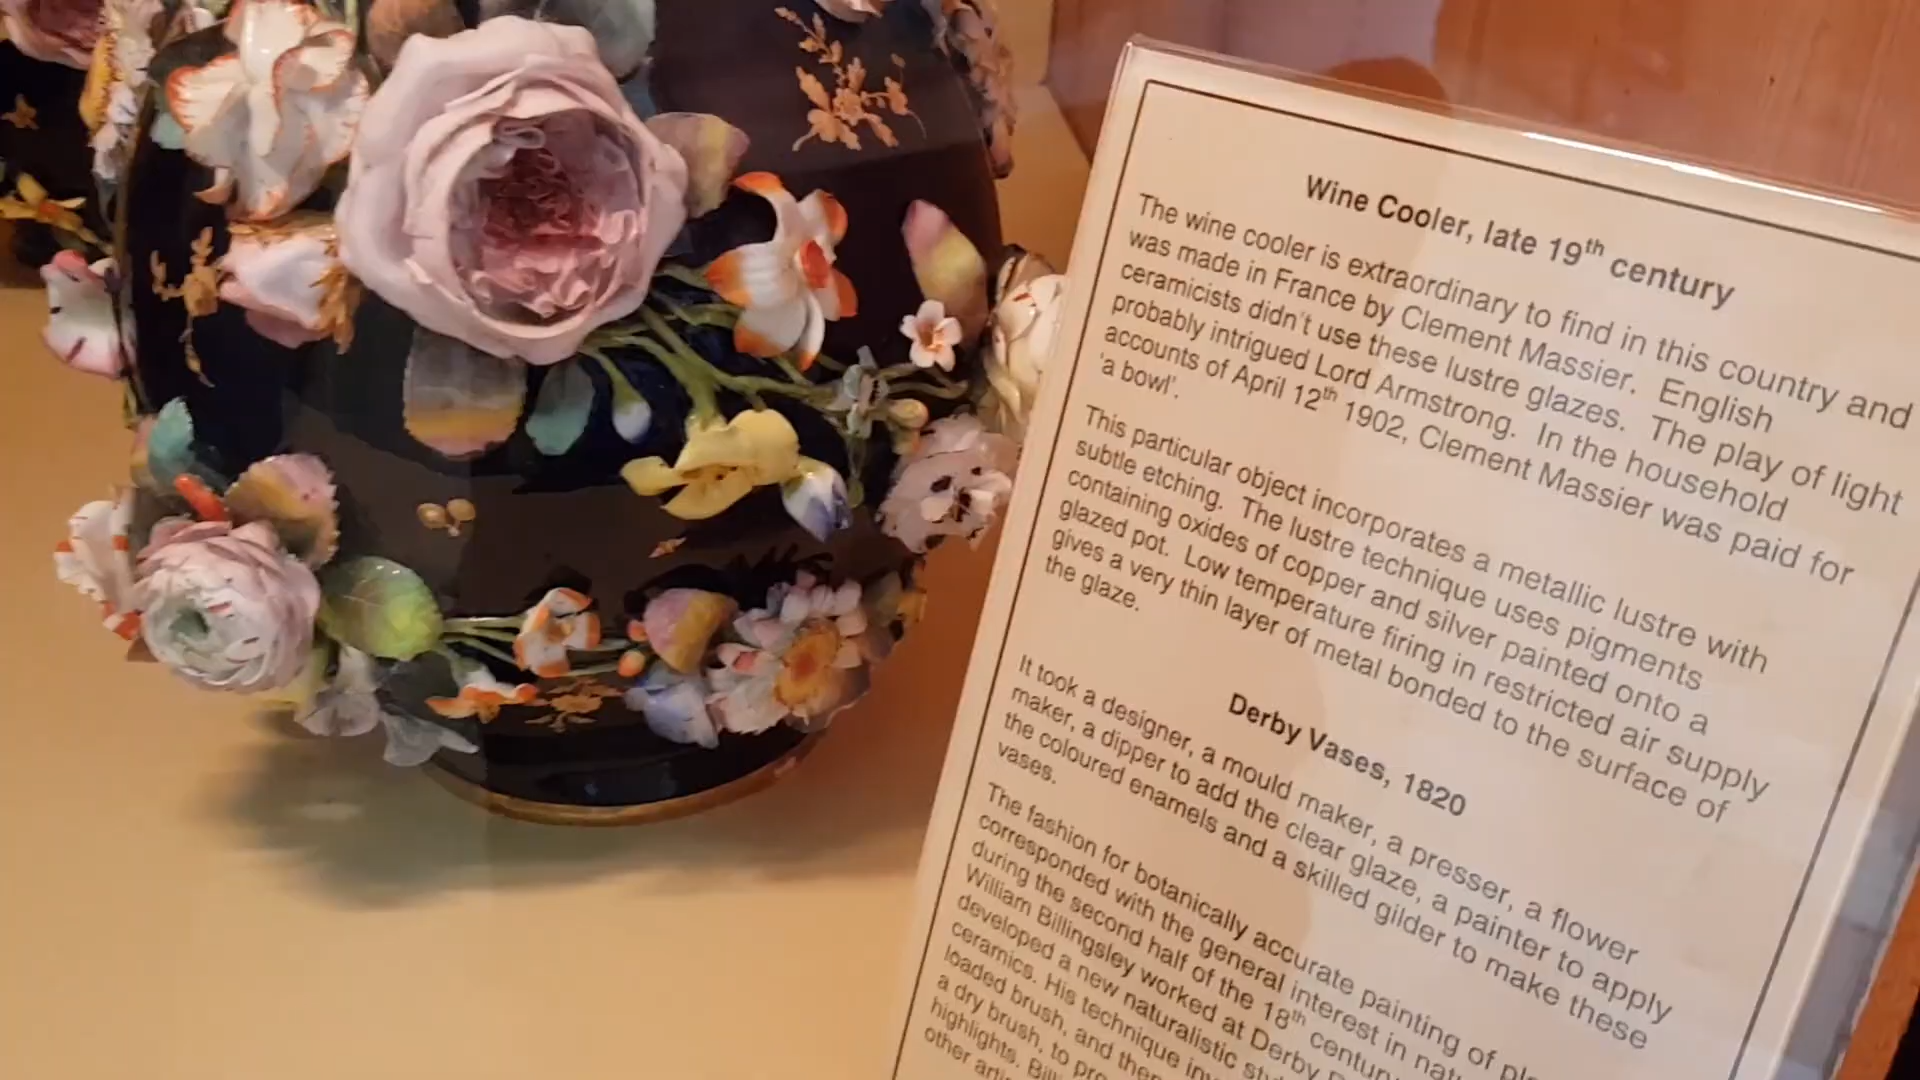 Wine Cooler, late 19th century
The wine cooler is extraordinary to find in this country and
was made in France by Clement Massier. English
ceramicists didn't use these lustre glazes. The play of light
probably intrigued Lord Armstrong. In the household
accounts of April 12th 1902, Clement Massier was paid for
'a bowl'.
This particular object incorporates a metallic lustre with
subtle etching. The lustre technique uses pigments
containing oxides of copper and silver painted onto a
glazed pot. Low temperature firing in restricted air supply
gives a very thin layer of metal bonded to the surface of
the glaze.
Derby Vases, 1820
It took a designer, a mould maker, a presser, a flower
maker, a dipper to add the clear glaze, a painter to apply
the coloured enamels and a skilled gilder to make these
vases.
The fashion for botanically accurate painting of
corresponded with the general interest in
during the second half of the 18th
William Billingsley worked at Derby
developed a new naturalistic
ceramics. His technique
loaded brush, and then
a dry brush, to
highlights.
other